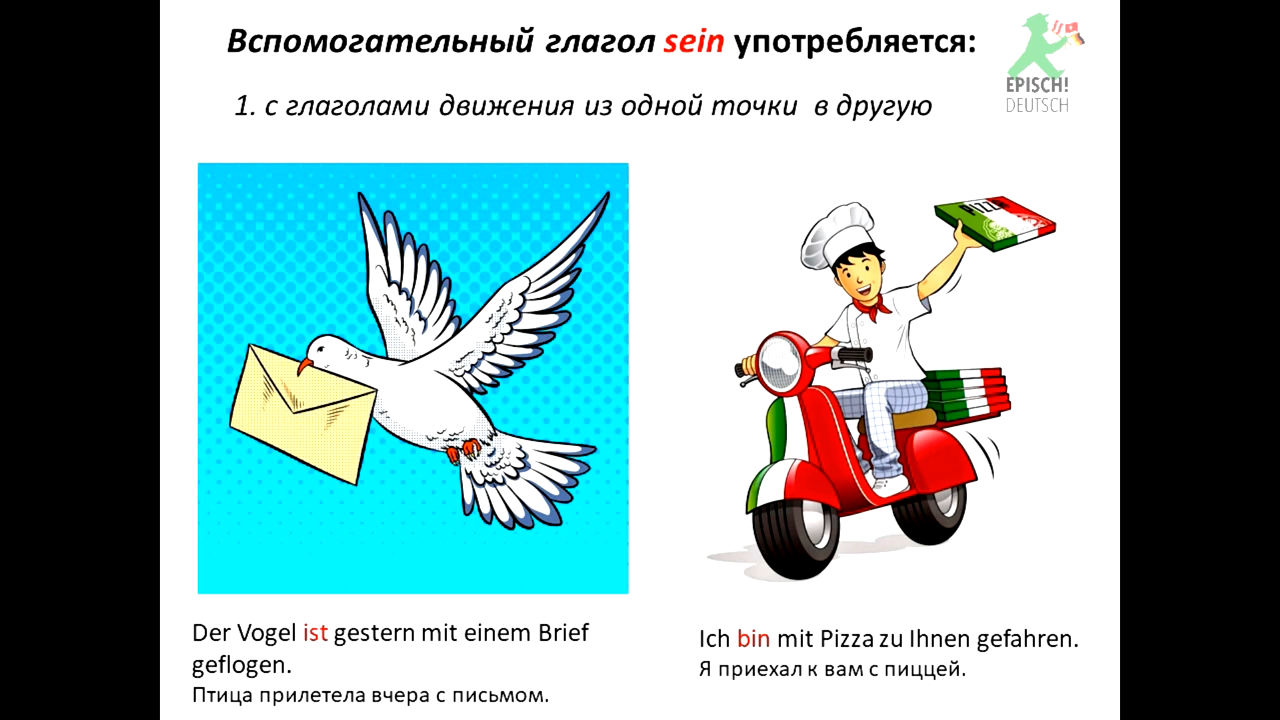 Вспомогательный глагол sein употребляется:
EPISCH!
DEUTSCH
1. с глаголами движения из одной точки в другую
PIZZA
Der Vogel ist gestern mit einem Brief
geflogen.
Птица прилетела вчера с письмом.
Ich bin mit Pizza zu Ihnen gefahren.
Я приехал к вам с пиццей.